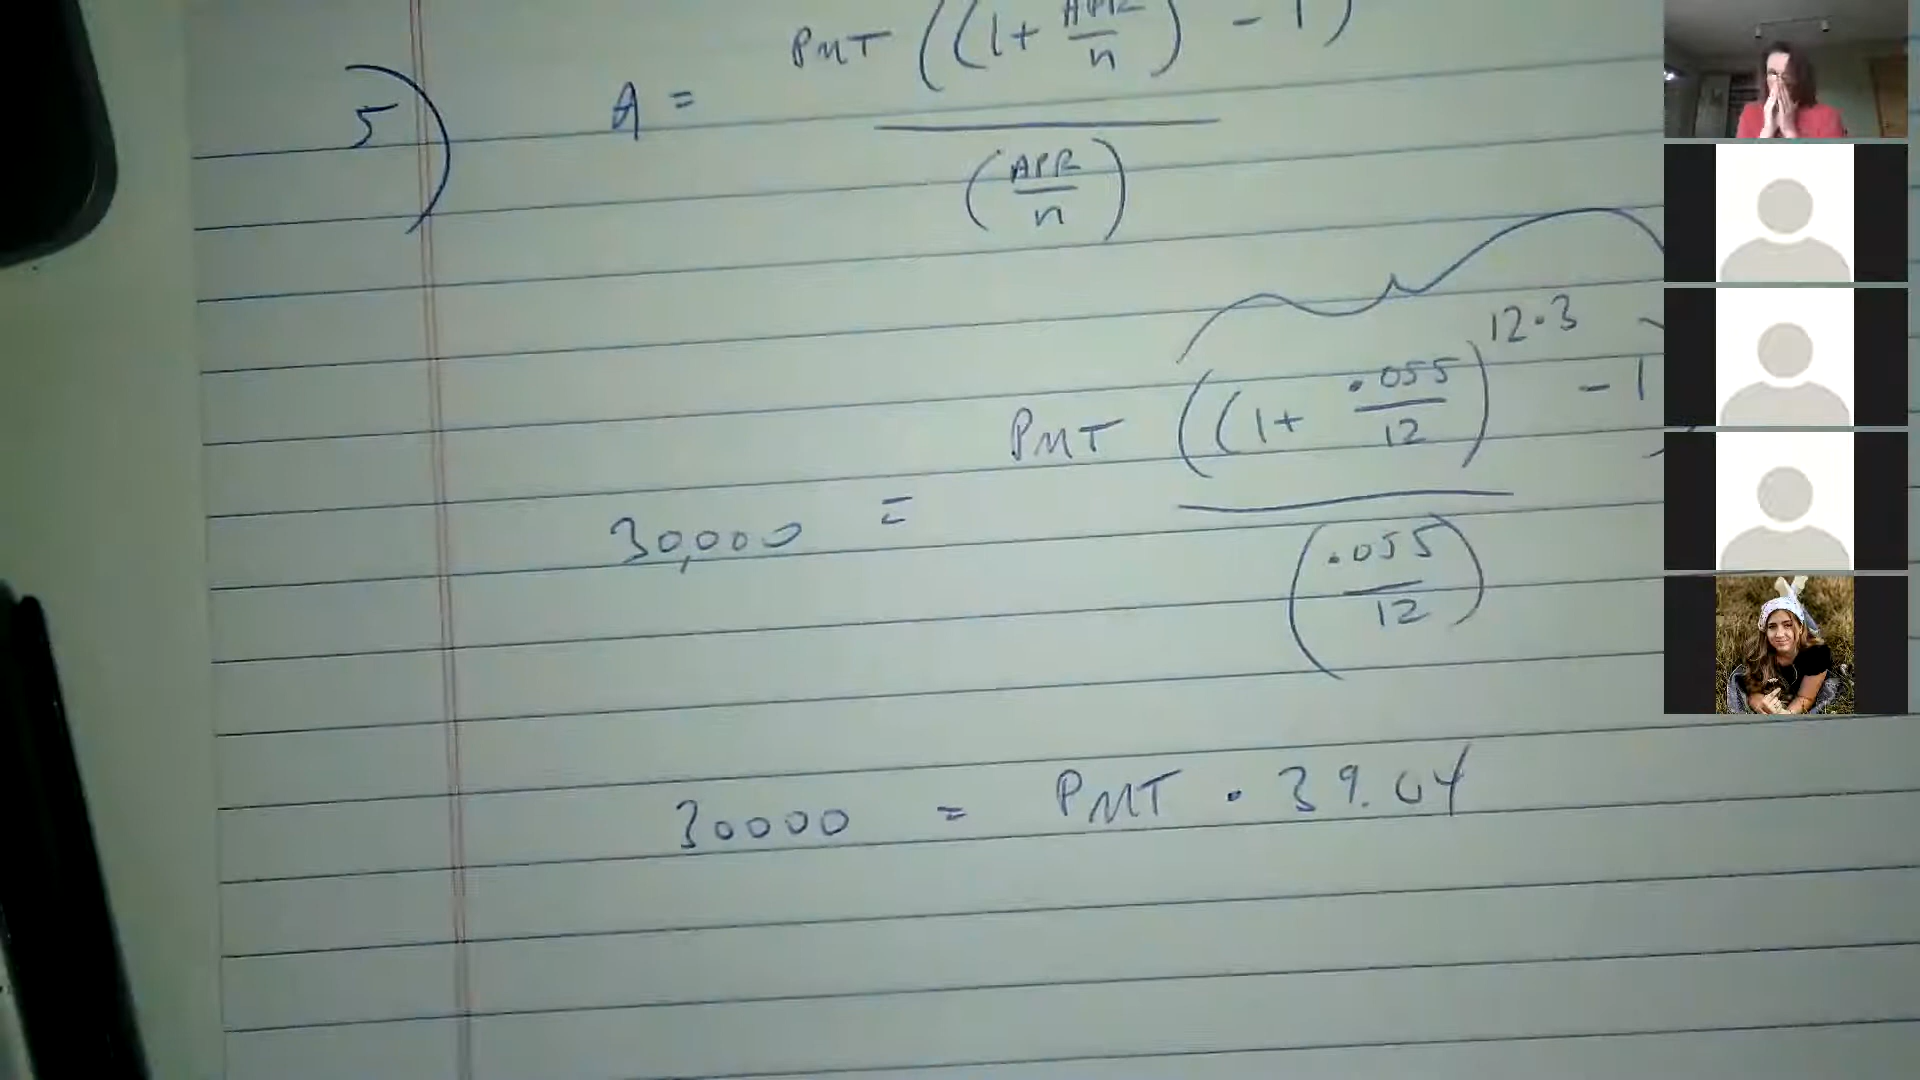 5) A = PMT ((1 + APR/n) - 1) / (APR/n)
30,000 = PMT ((1 + .055/12)^12·3 - 1) / (.055/12)
30000 = PMT · 39.04